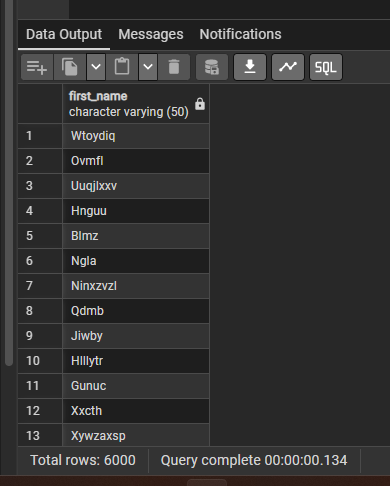 Data Output Messages Notifications
SQL
first_name
character varying (50)
1 Wtoydiq
2 Ovmfl
3 Uuqjlxxv
4 Hnguu
5 Blmz
6 Ngla
7 Ninxzvzl
8 Qdmb
9 Jiwby
10 Hlllytr
11 Gunuc
12 Xxcth
13 Xywzaxsp
Total rows: 6000 Query complete 00:00:00.134